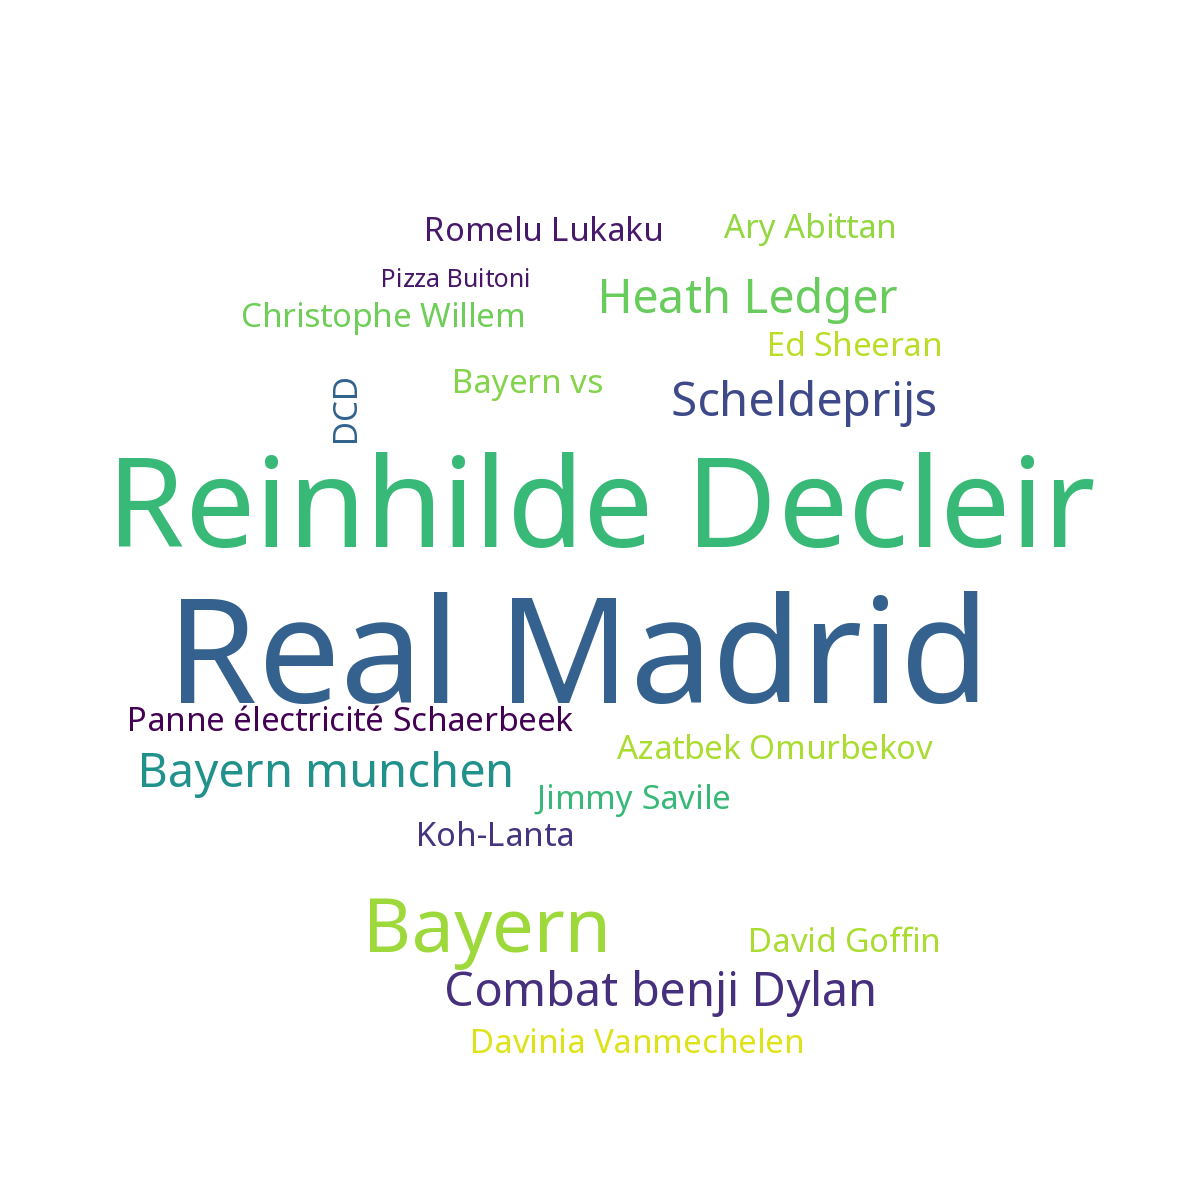 Romelu Lukaku
Ary Abittan
Pizza Buitoni
Heath Ledger
Christophe Willem
Ed Sheeran
Bayern vs
Scheldeprijs
DCD
Reinhilde Decleir
Real Madrid
Panne électricité Schaerbeek
Azatbek Omurbekov
Bayern munchen
Jimmy Savile
Koh-Lanta
Bayern
David Goffin
Combat benji Dylan
Davinia Vanmechelen